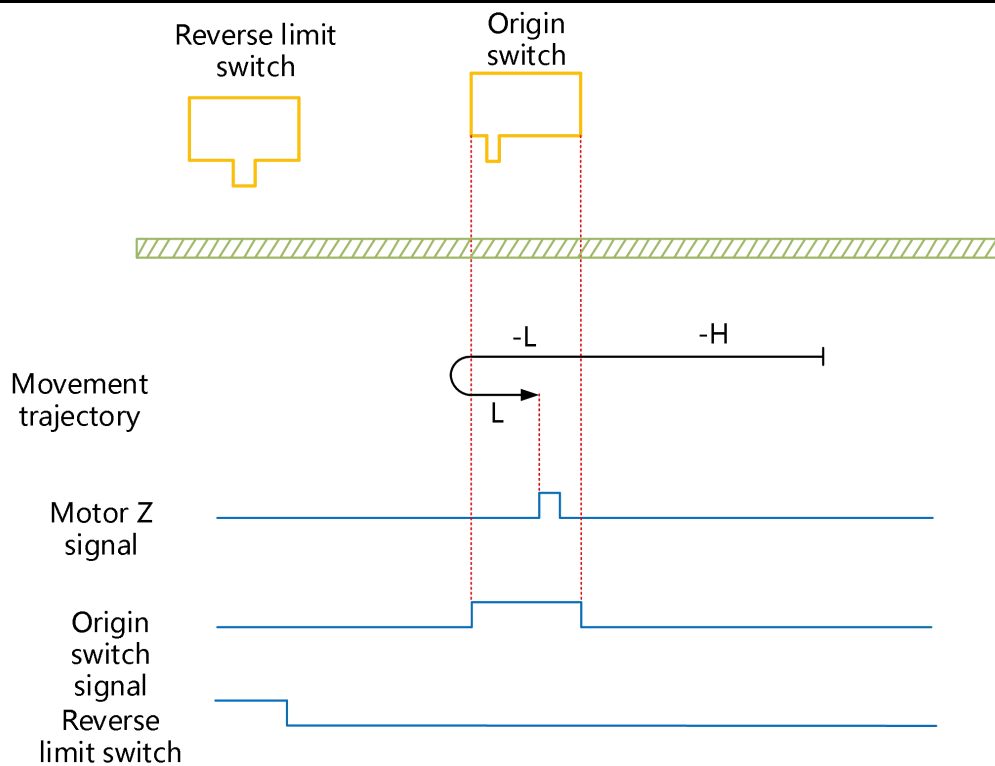 Reverse limit
switch
Origin
switch
-L
-H
Movement
trajectory
L
Motor Z
signal
Origin
switch
signal
Reverse
limit switch